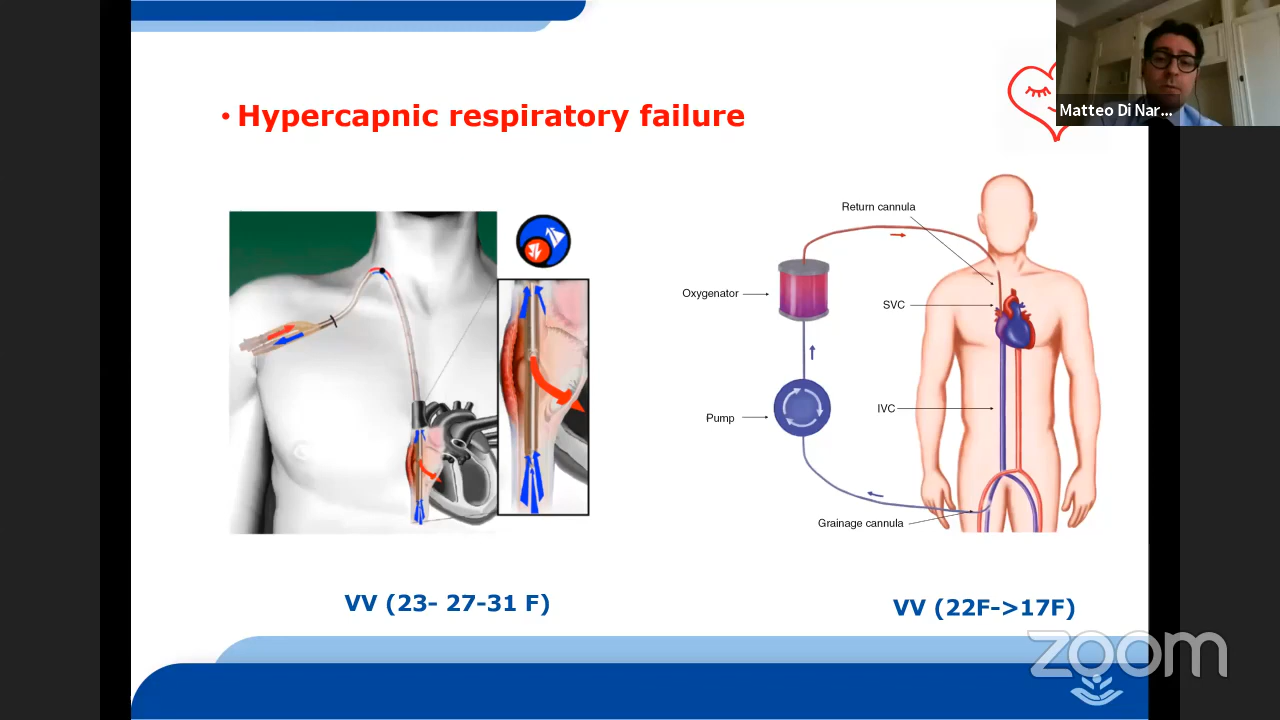 Matteo Di Nar...
• Hypercapnic respiratory failure
Return cannula
Oxygenator
SVC
IVC
Pump
Grainage cannula
VV (23- 27-31 F)
VV (22F->17F)
zoom